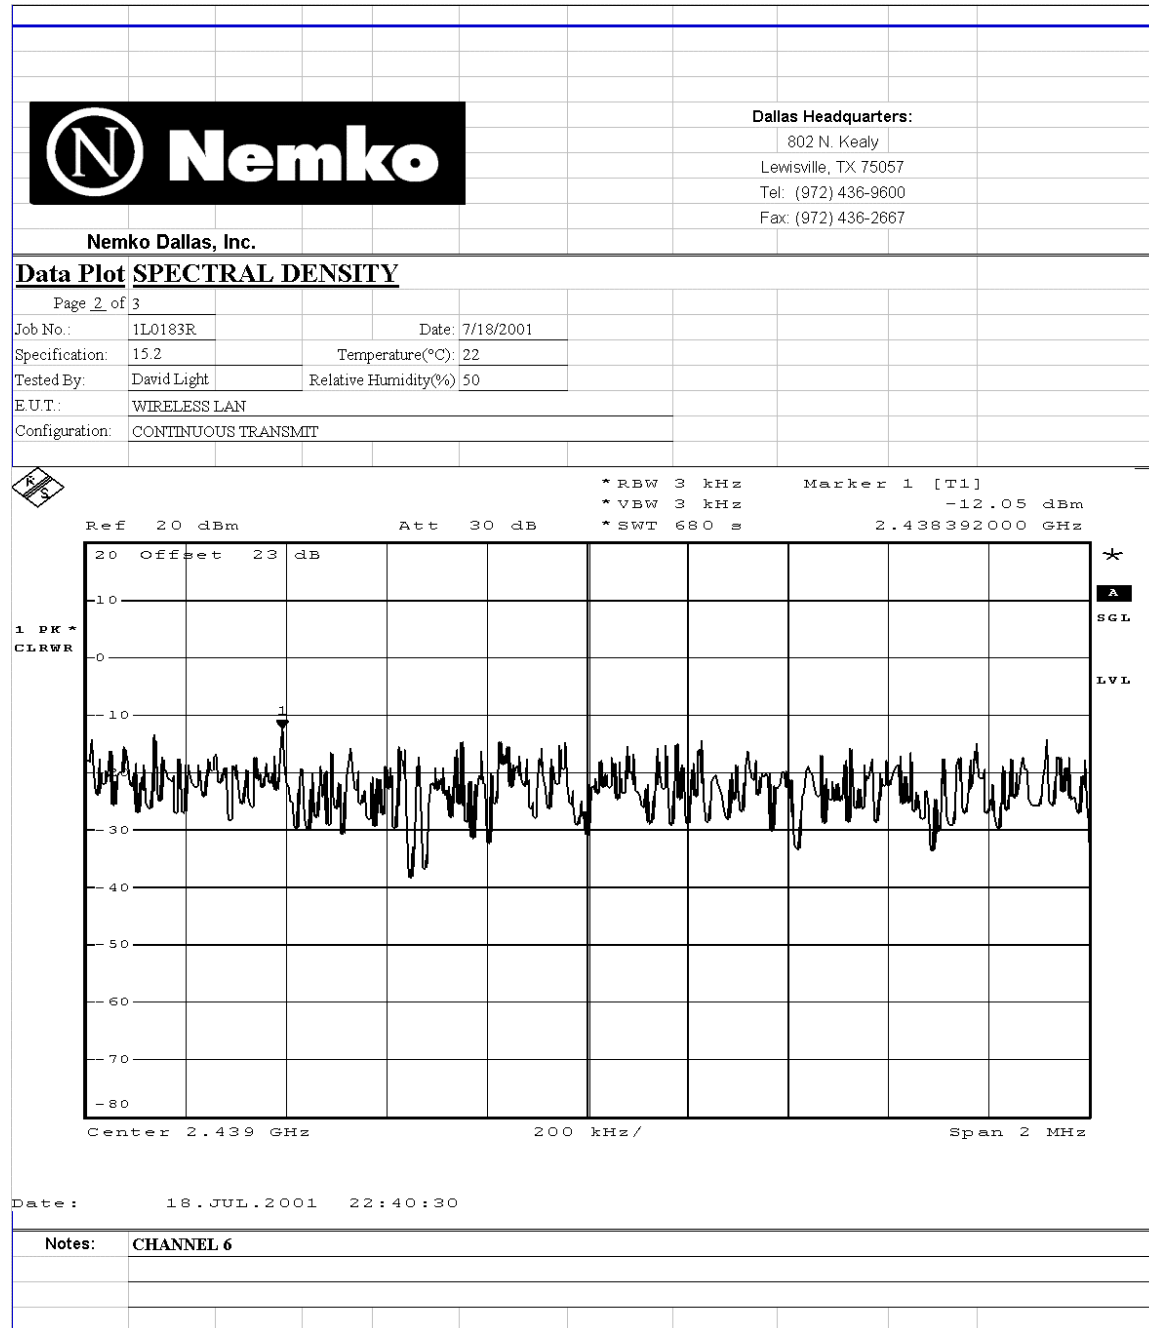 N Nemko
Nemko Dallas, Inc.
Dallas Headquarters:
802 N. Kealy
Lewisville, TX 75057
Tel: (972) 436-9600
Fax: (972) 436-2667
Data Plot SPECTRAL DENSITY
Page 2 of 3
Job No.: 1L0183R Date: 7/18/2001
Specification: 15.2 Temperature(°C): 22
Tested By: David Light Relative Humidity(%) 50
E.U.T.: WIRELESS LAN
Configuration: CONTINUOUS TRANSMIT
R S
*RBW 3 kHz Marker 1 [T1]
*VBW 3 kHz -12.05 dBm
Ref 20 dBm Att 30 dB *SWT 680 s 2.438392000 GHz
20 Offset 23 dB
*
A
SGL
LVL
1 PK*
CLRWR
10
0
1
-10
-20
-30
-40
-50
-60
-70
-80
Center 2.439 GHz 200 kHz/ Span 2 MHz
Date: 18.JUL.2001 22:40:30
Notes: CHANNEL 6